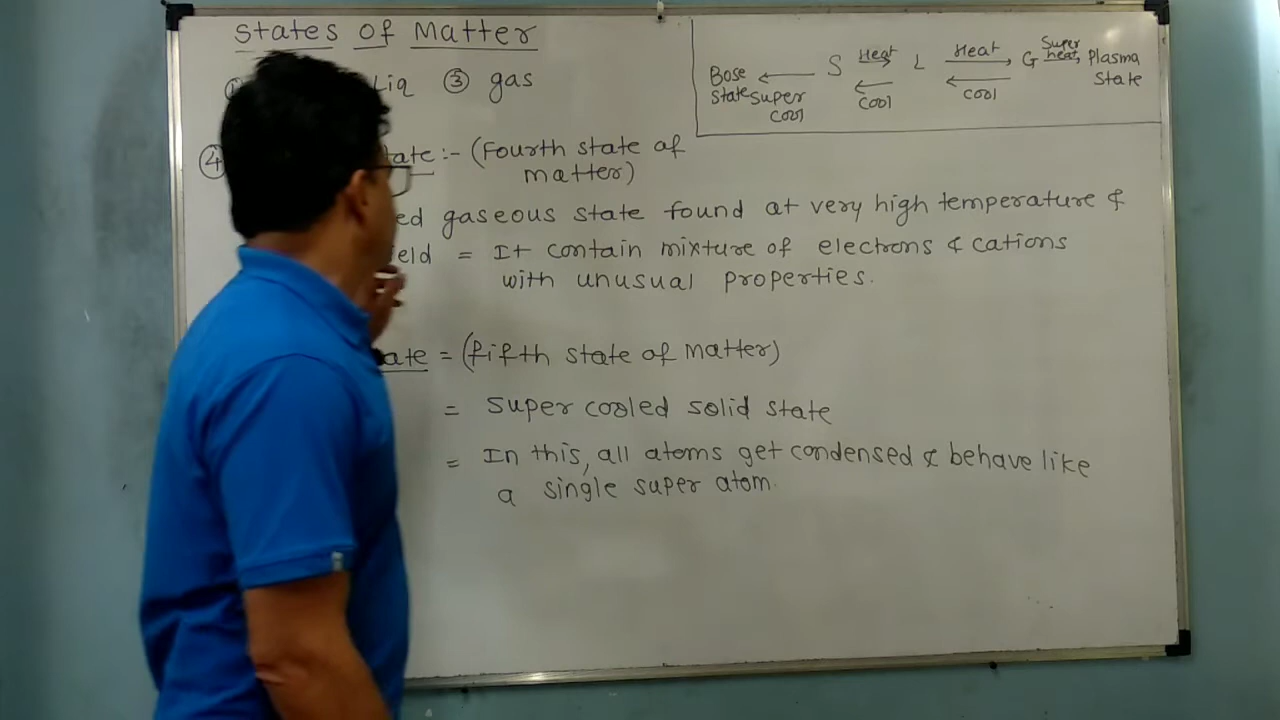 States of Matter
Liq ③ gas
④ ate :- (Fourth state of
matter)
ed gaseous state found at very high temperature &
eld = It contain mixture of electrons & cations
with unusual properties.
ate = (fifth state of matter)
= super cooled solid state
= In this, all atoms get condensed & behave like
a single super atom.
Bose ← S Heat → L Heat → G Super heat → Plasma
state super cool ← cool ← cool State